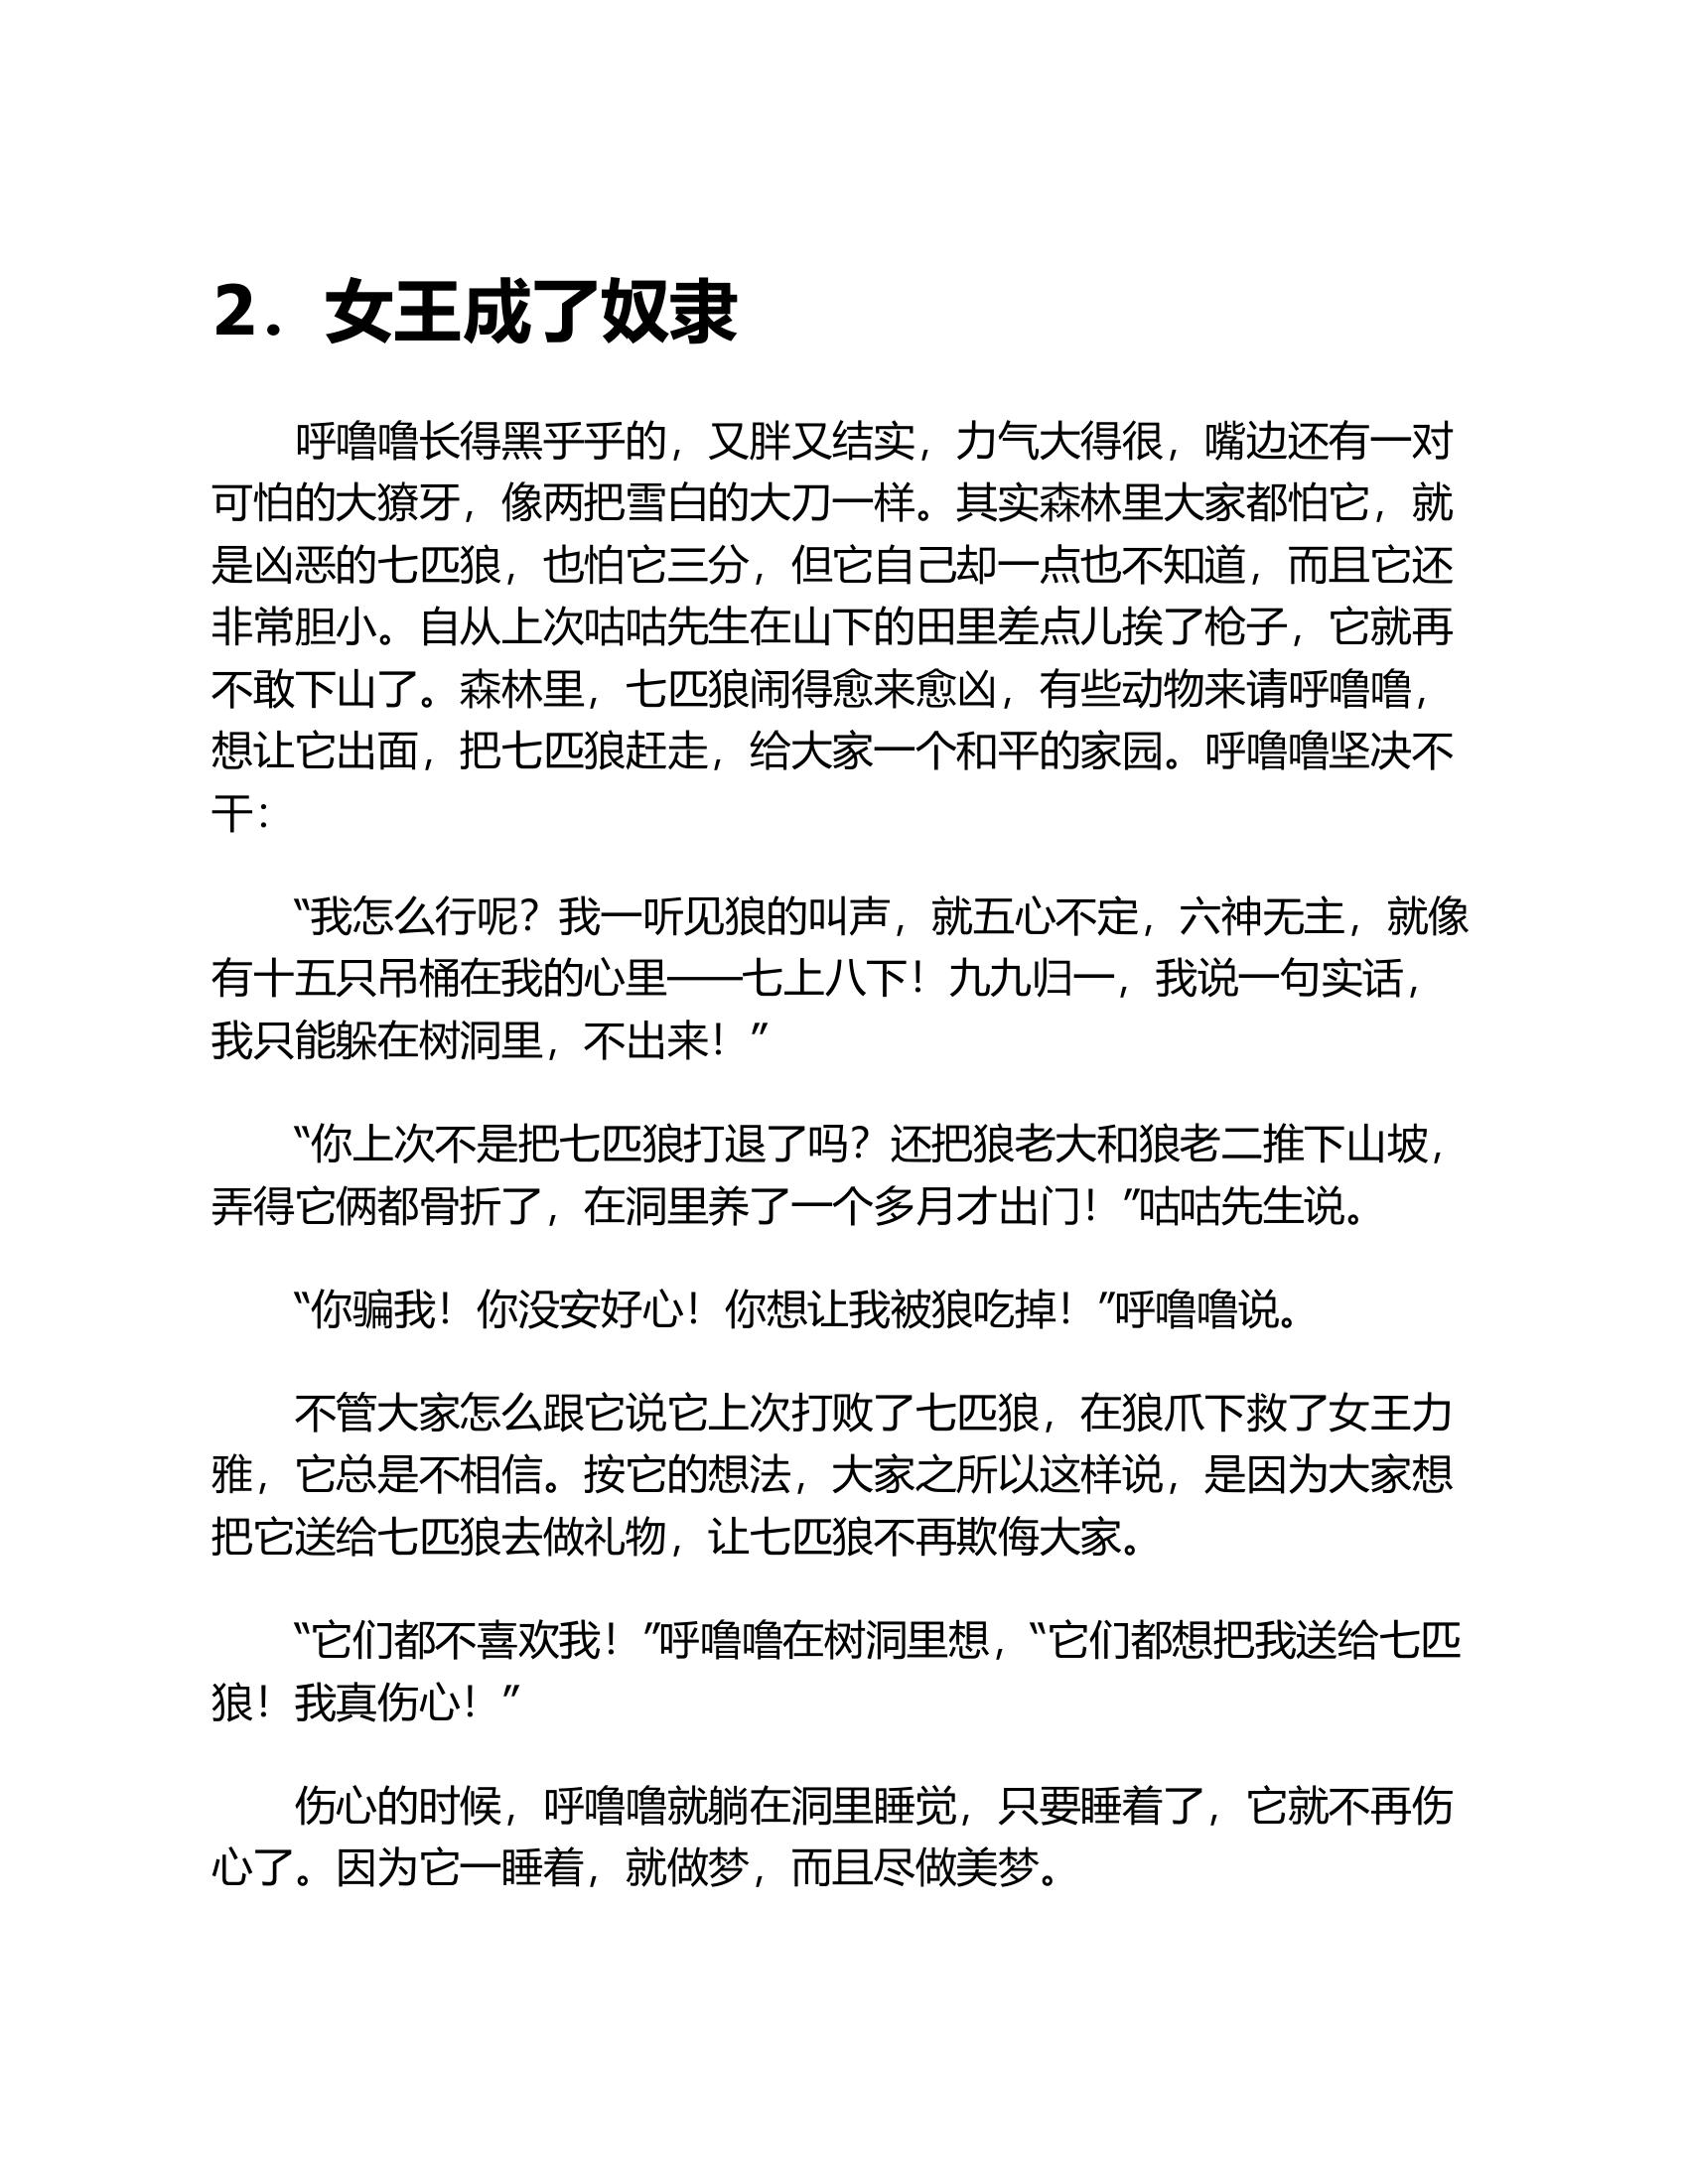 2．女王成了奴隶
呼噜噜长得黑乎乎的，又胖又结实，力气大得很，嘴边还有一对
可怕的大獠牙，像两把雪白的大刀一样。其实森林里大家都怕它，就
是凶恶的七匹狼，也怕它三分，但它自己却一点也不知道，而且它还
非常胆小。自从上次咕咕先生在山下的田里差点儿挨了枪子，它就再
不敢下山了。森林里，七匹狼闹得愈来愈凶，有些动物来请呼噜噜，
想让它出面，把七匹狼赶走，给大家一个和平的家园。呼噜噜坚决不
干：
“我怎么行呢？我一听见狼的叫声，就五心不定，六神无主，就像
有十五只吊桶在我的心里——七上八下！九九归一，我说一句实话，
我只能躲在树洞里，不出来！”
“你上次不是把七匹狼打退了吗？还把狼老大和狼老二推下山坡，
弄得它俩都骨折了，在洞里养了一个多月才出门！”咕咕先生说。
“你骗我！你没安好心！你想让我被狼吃掉！”呼噜噜说。
不管大家怎么跟它说它上次打败了七匹狼，在狼爪下救了女王力
雅，它总是不相信。按它的想法，大家之所以这样说，是因为大家想
把它送给七匹狼去做礼物，让七匹狼不再欺侮大家。
“它们都不喜欢我！”呼噜噜在树洞里想，“它们都想把我送给七匹
狼！我真伤心！”
伤心的时候，呼噜噜就躺在洞里睡觉，只要睡着了，它就不再伤
心了。因为它一睡着，就做梦，而且尽做美梦。